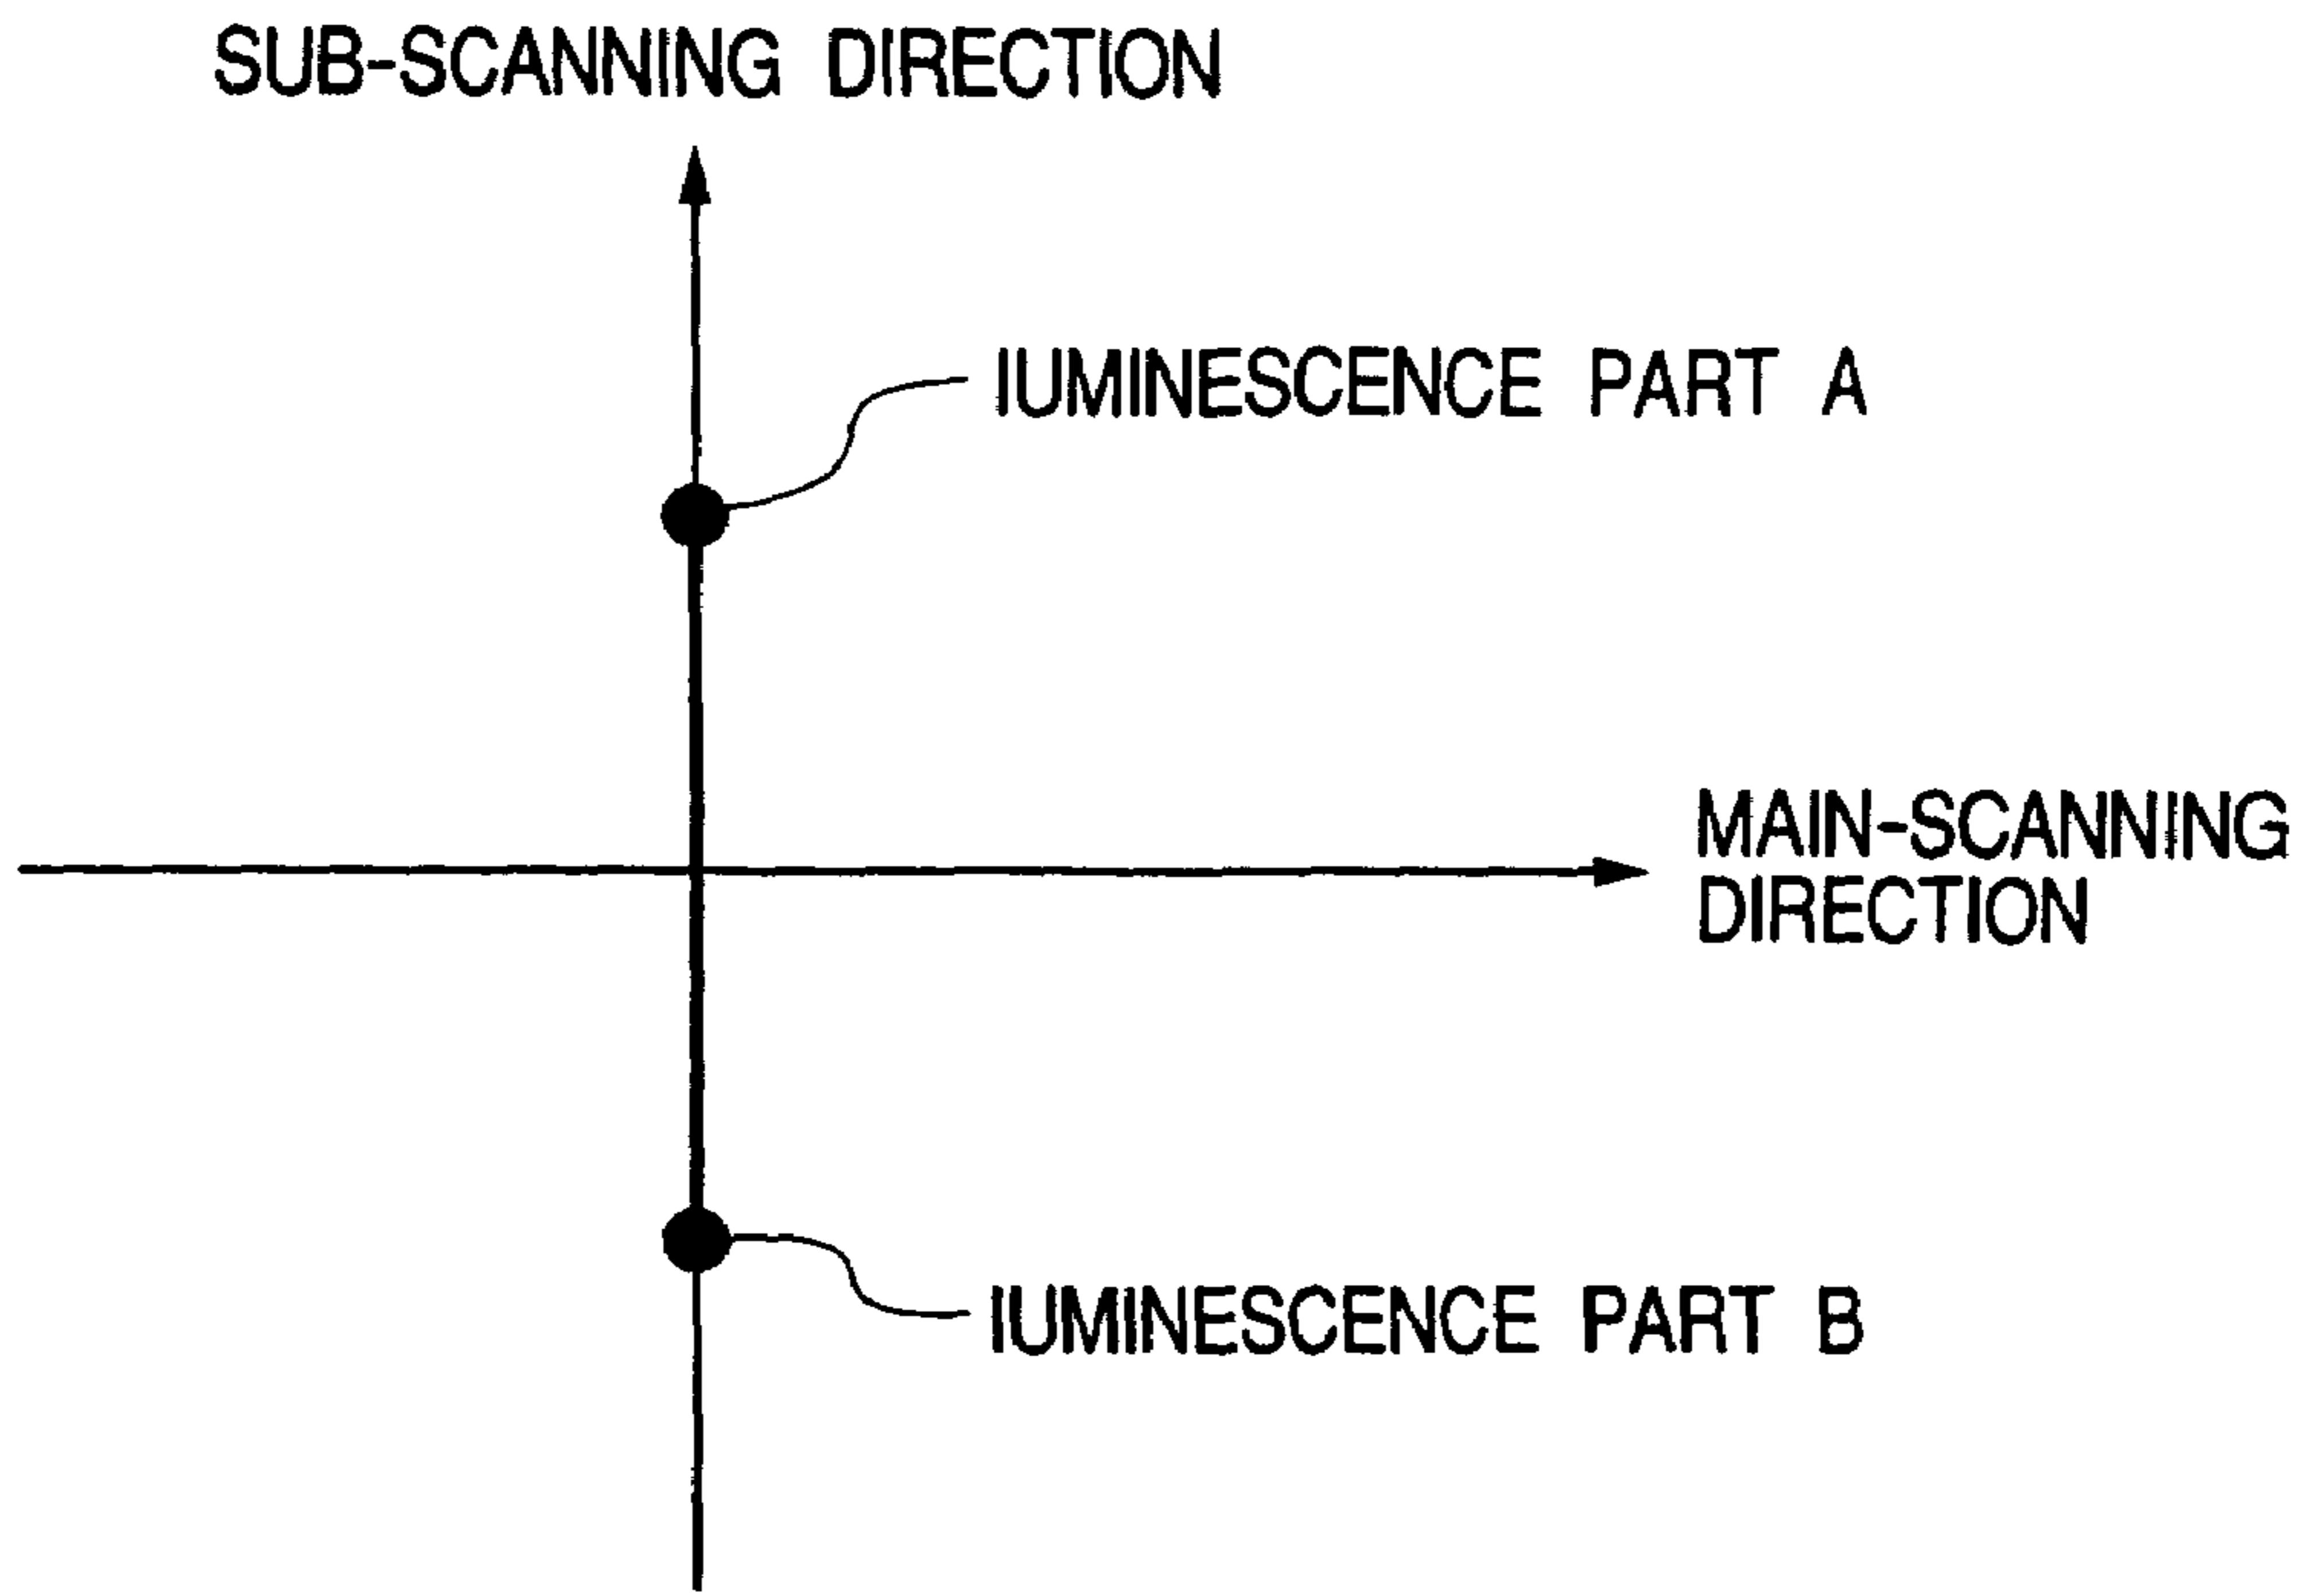 SUB-SCANNING DIRECTION
IUMINESCENCE PART A
MAIN-SCANNING
DIRECTION
IUMINESCENCE PART B